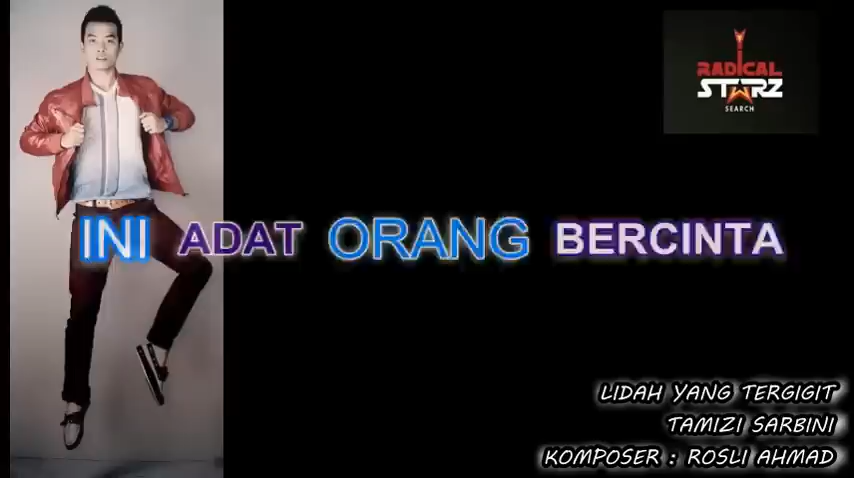 RADICAL
STARZ
SEARCH
INI ADAT ORANG BERCINTA
LIDAH YANG TERGIGIT
TAMIZI SARBINI
KOMPOSER : ROSLI AHMAD